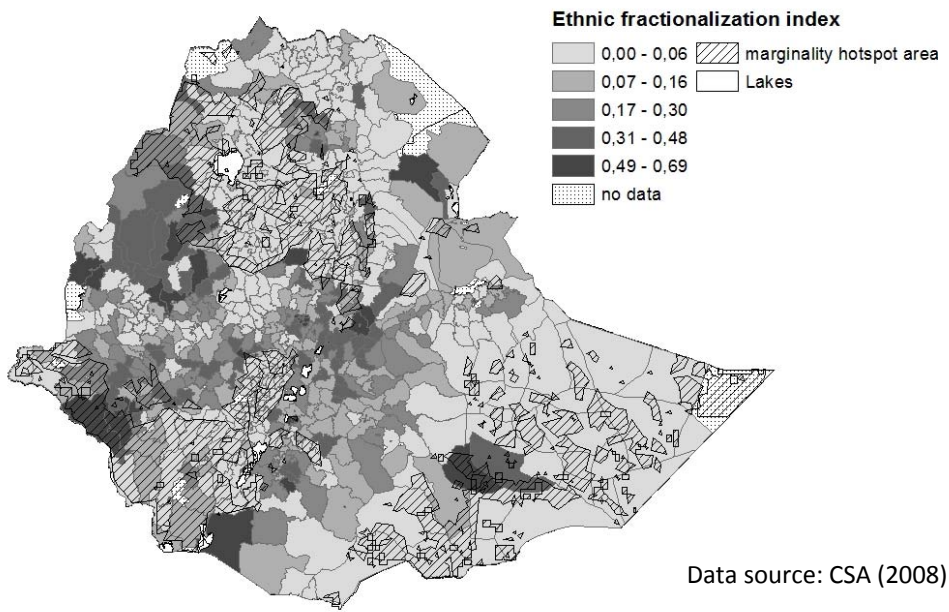 Ethnic fractionalization index
0,00 - 0,06 marginality hotspot area
0,07 - 0,16 Lakes
0,17 - 0,30
0,31 - 0,48
0,49 - 0,69
no data
Data source: CSA (2008)